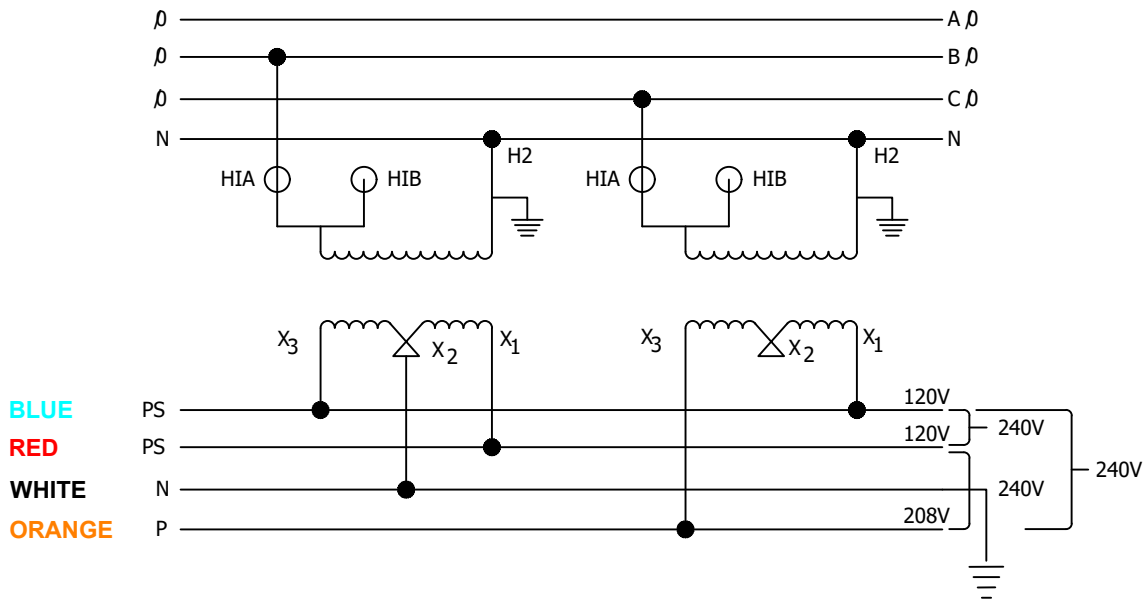 Ø A Ø
Ø B Ø
Ø C Ø
N N
H2 H2
HIA HIB HIA HIB
X3 X2 X1 X3 X2 X1
BLUE PS 120V
RED PS 120V 240V
240V
WHITE N 240V
ORANGE P 208V